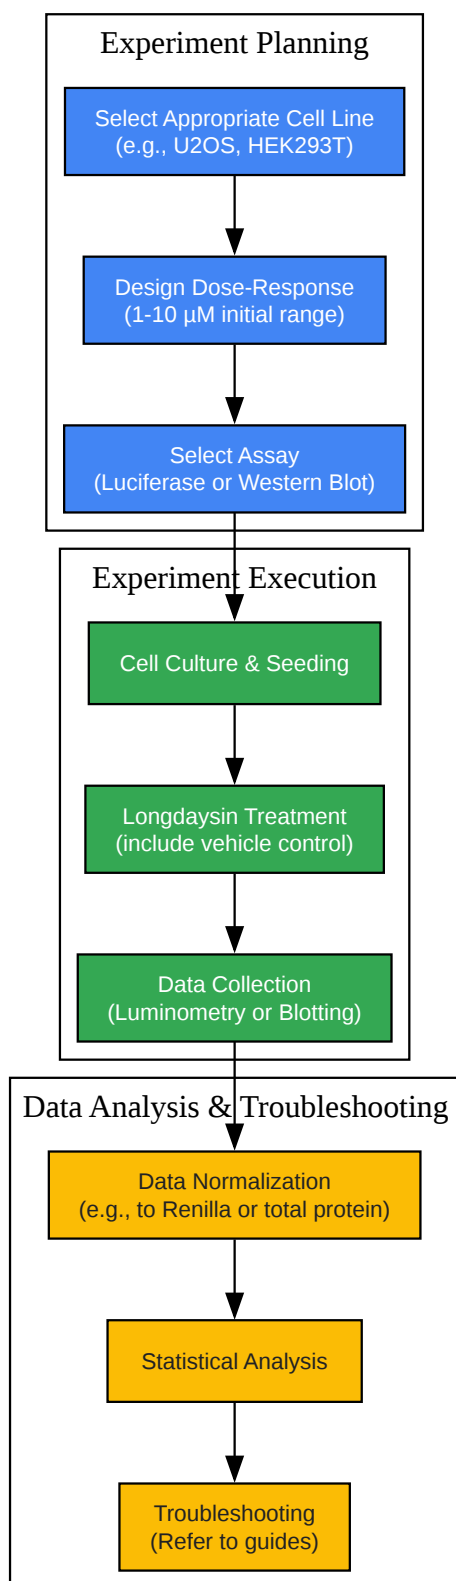 Experiment Planning
Select Appropriate Cell Line
(e.g., U2OS, HEK293T)
Design Dose-Response
(1-10 µM initial range)
Select Assay
(Luciferase or Western Blot)
Experiment Execution
Cell Culture & Seeding
Longdaysin Treatment
(include vehicle control)
Data Collection
(Luminometry or Blotting)
Data Analysis & Troubleshooting
Data Normalization
(e.g., to Renilla or total protein)
Statistical Analysis
Troubleshooting
(Refer to guides)